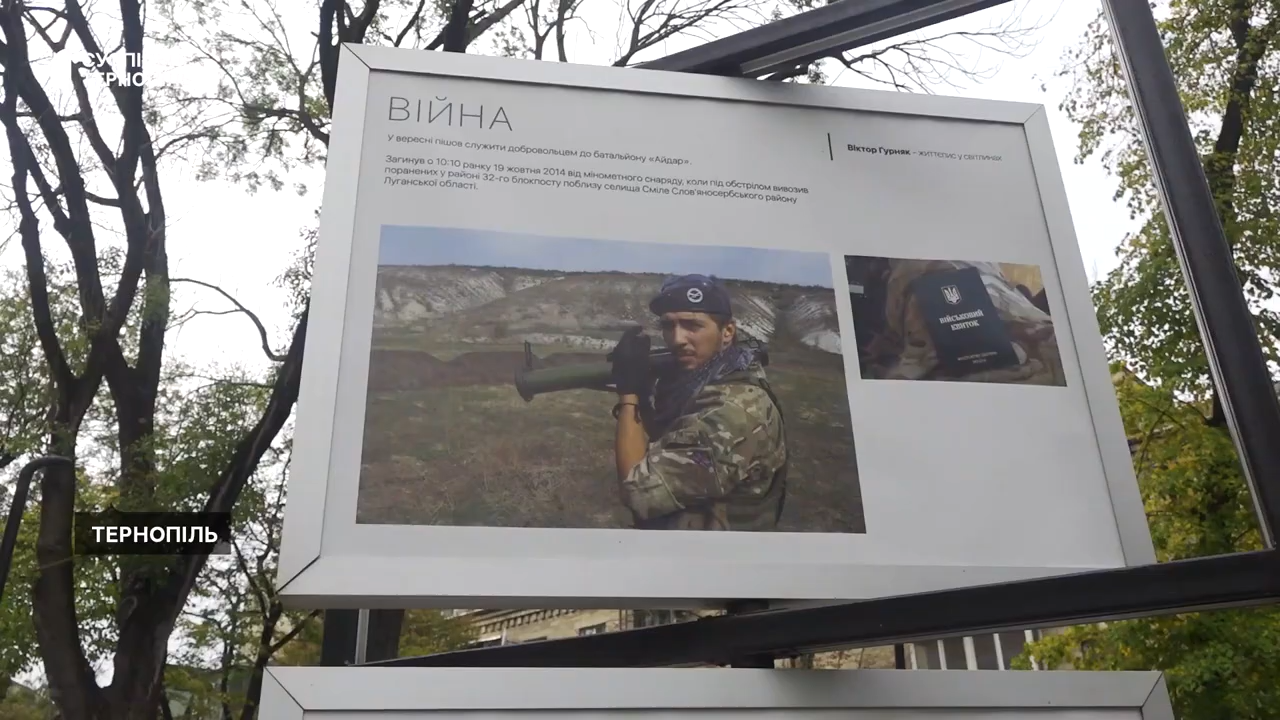 СУСПІЛЬНЕ
ТЕРНОПІЛЬ
ВІЙНА
У вересні пішов служити добровольцем до батальйону «Айдар».
Загинув о 10:10 ранку 19 жовтня 2014 від мінометного снаряду, коли під обстрілом вивозив
поранених у районі 32-го блокпосту поблизу селища Сміле Слов'яносербського району
Луганської області.
Віктор Гурняк – життєпис у світлинах
ВІЙСЬКОВИЙ
КВИТОК
ТЕРНОПІЛЬ